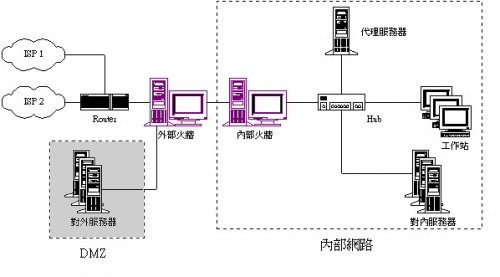 ISP 1
代理服務器
ISP 2
Router
外部火牆
內部火牆
Hub
工作站
對外服務器
對內服務器
DMZ
內部網路